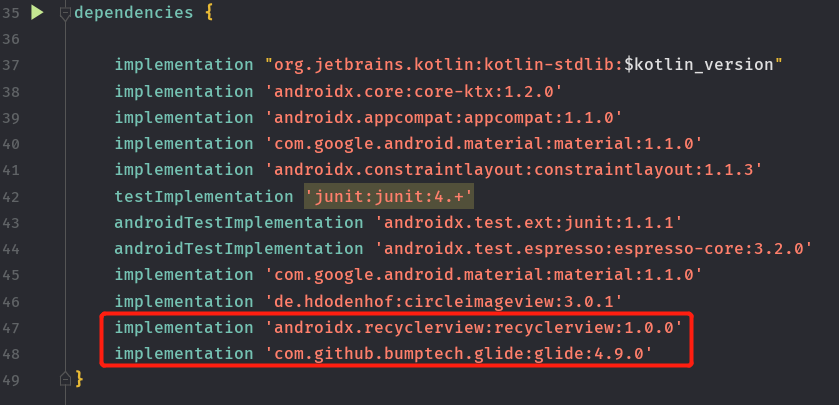 35 dependencies {
36
37 implementation "org.jetbrains.kotlin:kotlin-stdlib:$kotlin_version"
38 implementation 'androidx.core:core-ktx:1.2.0'
39 implementation 'androidx.appcompat:appcompat:1.1.0'
40 implementation 'com.google.android.material:material:1.1.0'
41 implementation 'androidx.constraintlayout:constraintlayout:1.1.3'
42 testImplementation 'junit:junit:4.+'
43 androidTestImplementation 'androidx.test.ext:junit:1.1.1'
44 androidTestImplementation 'androidx.test.espresso:espresso-core:3.2.0'
45 implementation 'com.google.android.material:material:1.1.0'
46 implementation 'de.hdodenhof:circleimageview:3.0.1'
47 implementation 'androidx.recyclerview:recyclerview:1.0.0'
48 implementation 'com.github.bumptech.glide:glide:4.9.0'
49 }